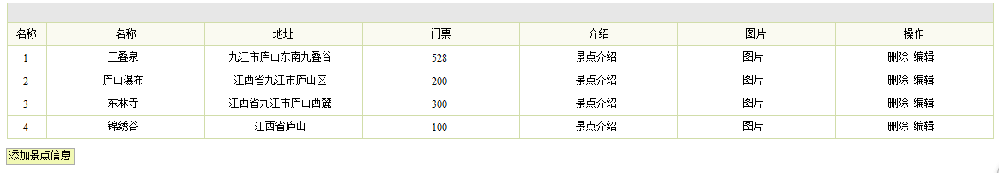 名称 名称 地址 门票 介绍 图片 操作
1 三叠泉 九江市庐山东南九叠谷 528 景点介绍 图片 删除 编辑
2 庐山瀑布 江西省九江市庐山区 200 景点介绍 图片 删除 编辑
3 东林寺 江西省九江市庐山西麓 300 景点介绍 图片 删除 编辑
4 锦绣谷 江西省庐山 100 景点介绍 图片 删除 编辑
添加景点信息